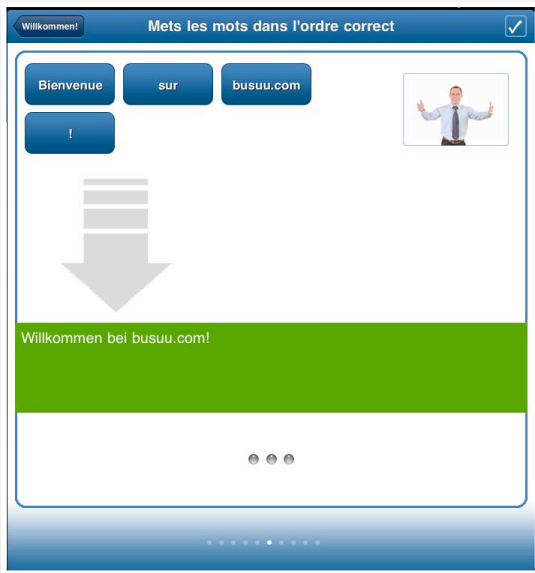 Willkommen! Mets les mots dans l'ordre correct
Bienvenue sur busuu.com
!
Willkommen bei busuu.com!